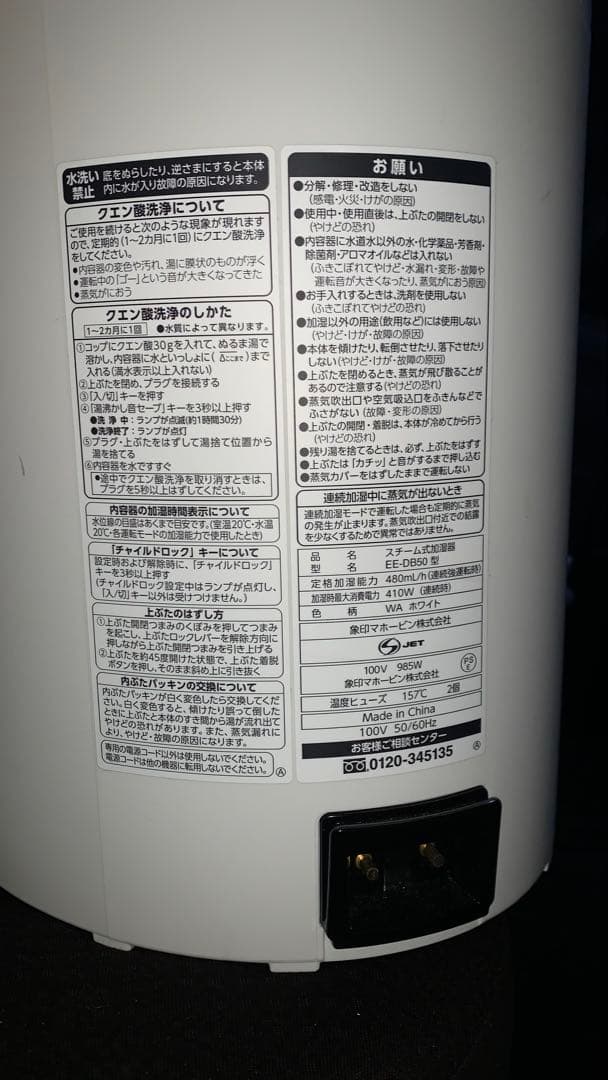 水洗い
禁止
底をぬらしたり、逆さまにすると本体
内に水が入り故障の原因になります。
クエン酸洗浄について
ご使用を続けると次のような現象が現れます
ので、定期的(1~2カ月に1回)にクエン酸洗浄
をしてください。
●内容器の変色や汚れ、湯に膜状のものが浮く
●運転中の「ゴー」という音が大きくなってきた
●蒸気がにおう
クエン酸洗浄のしかた
1~2カ月に1回 ●水質によって異なります。
①コップにクエン酸30gを入れて、ぬるま湯で
溶かし、内容器に水といっしょに(ここまで)まで
入れる(満水表示以上入れない)
②上ぶたを閉め、プラグを接続する
③「入/切」キーを押す
④「湯沸かし音セーブ」キーを3秒以上押す
●洗浄中:ランプが点滅(約1時間30分)
●洗浄終了:ランプが点灯
⑤プラグ・上ぶたをはずして湯捨て位置から
湯を捨てる
⑥内容器を水ですすぐ
●途中でクエン酸洗浄を取り消すときは、
プラグを5秒以上はずしてください。
内容器の加湿時間表示について
水位線の目盛はあくまで目安です。(室温20℃・水温
20℃・各運転モードの加湿能力で使用したとき)
「チャイルドロック」キーについて
設定時および解除時に、「チャイルドロック」
キーを3秒以上押す
(チャイルドロック設定中はランプが点灯し、
「入/切」キー以外は受けつけません。)
上ぶたのはずし方
①上ぶた開閉つまみのくぼみを押してつまみ
を起こし、上ぶたロックレバーを解除方向に
押しながら上ぶた開閉つまみを引き上げる
②上ぶたを約45度開けた状態で、上ぶた着脱
ボタンを押し、そのまま斜め上に引き抜く
内ぶたパッキンの交換について
内ぶたパッキンが白く変色したら交換してくだ
さい。白く変色すると、傾けたり誤って倒した
ときに上ぶたと本体のすき間から湯が流れ出て
やけどの恐れがあります。また、蒸気漏れに
より、やけど・故障の原因になります。
専用の電源コード以外は使用しないでください。
電源コードは他の機器に転用しないでください。
Ⓐ
お願い
●分解・修理・改造をしない
(感電・火災・けがの原因)
●使用中・使用直後は、上ぶたの開閉をしない
(やけどの恐れ)
●内容器に水道水以外の水・化学薬品・芳香剤・
除菌剤・アロマオイルなどは入れない
(ふきこぼれてやけど・水漏れ・変形・故障や
運転音が大きくなったり、蒸気がにおう原因)
●お手入れするときは、洗剤を使用しない
(ふきこぼれてやけどの恐れ)
●加湿以外の用途(飲用など)には使用しない
(やけど・けが・故障の原因)
●本体を傾けたり、転倒させたり、落下させたり
しない(やけど・けが・故障の原因)
●上ぶたを閉めるとき、蒸気が飛び散ることが
あるので注意する(やけどの恐れ)
●蒸気吹出口や空気吸込口をふきんなどで
ふさがない(故障・変形の原因)
●上ぶたの開閉・着脱は、本体が冷めてから行う
(やけどの恐れ)
●残り湯を捨てるときは、必ず、上ぶたをはずす
●上ぶたは「カチッ」と音がするまで押し込む
●蒸気カバーをはずしたままで運転しない
連続加湿中に蒸気が出ないとき
連続加湿モードで運転した場合も定期的に蒸気
の発生が止まります。蒸気吹出口付近での結露
を少なくするためで異常ではありません。
品名 スチーム式加湿器
型名 EE-DB50 型
定格加湿能力 480mL/h(連続強運転時)
加湿時最大消費電力 410W(連続時)
色柄 WA ホワイト
象印マホービン株式会社
S JET
100V 985W
象印マホービン株式会社
PS
E
温度ヒューズ 157℃ 2個
Made in China
100V 50/60Hz
お客様ご相談センター
0120-345135
Ⓐ